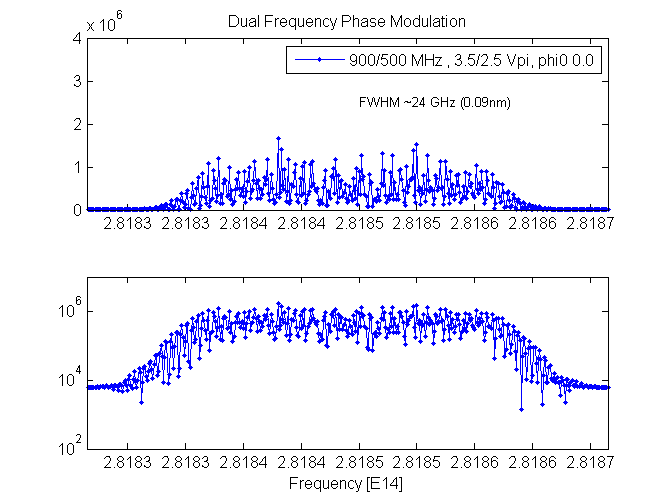 Dual Frequency Phase Modulation
x 10^6
900/500 MHz , 3.5/2.5 Vpi, phi0 0.0
FWHM ~24 GHz (0.09nm)
4
3
2
1
0
2.8183 2.8183 2.8184 2.8184 2.8185 2.8185 2.8186 2.8186 2.8187
10^6
10^4
10^2
2.8183 2.8183 2.8184 2.8184 2.8185 2.8185 2.8186 2.8186 2.8187
Frequency [E14]